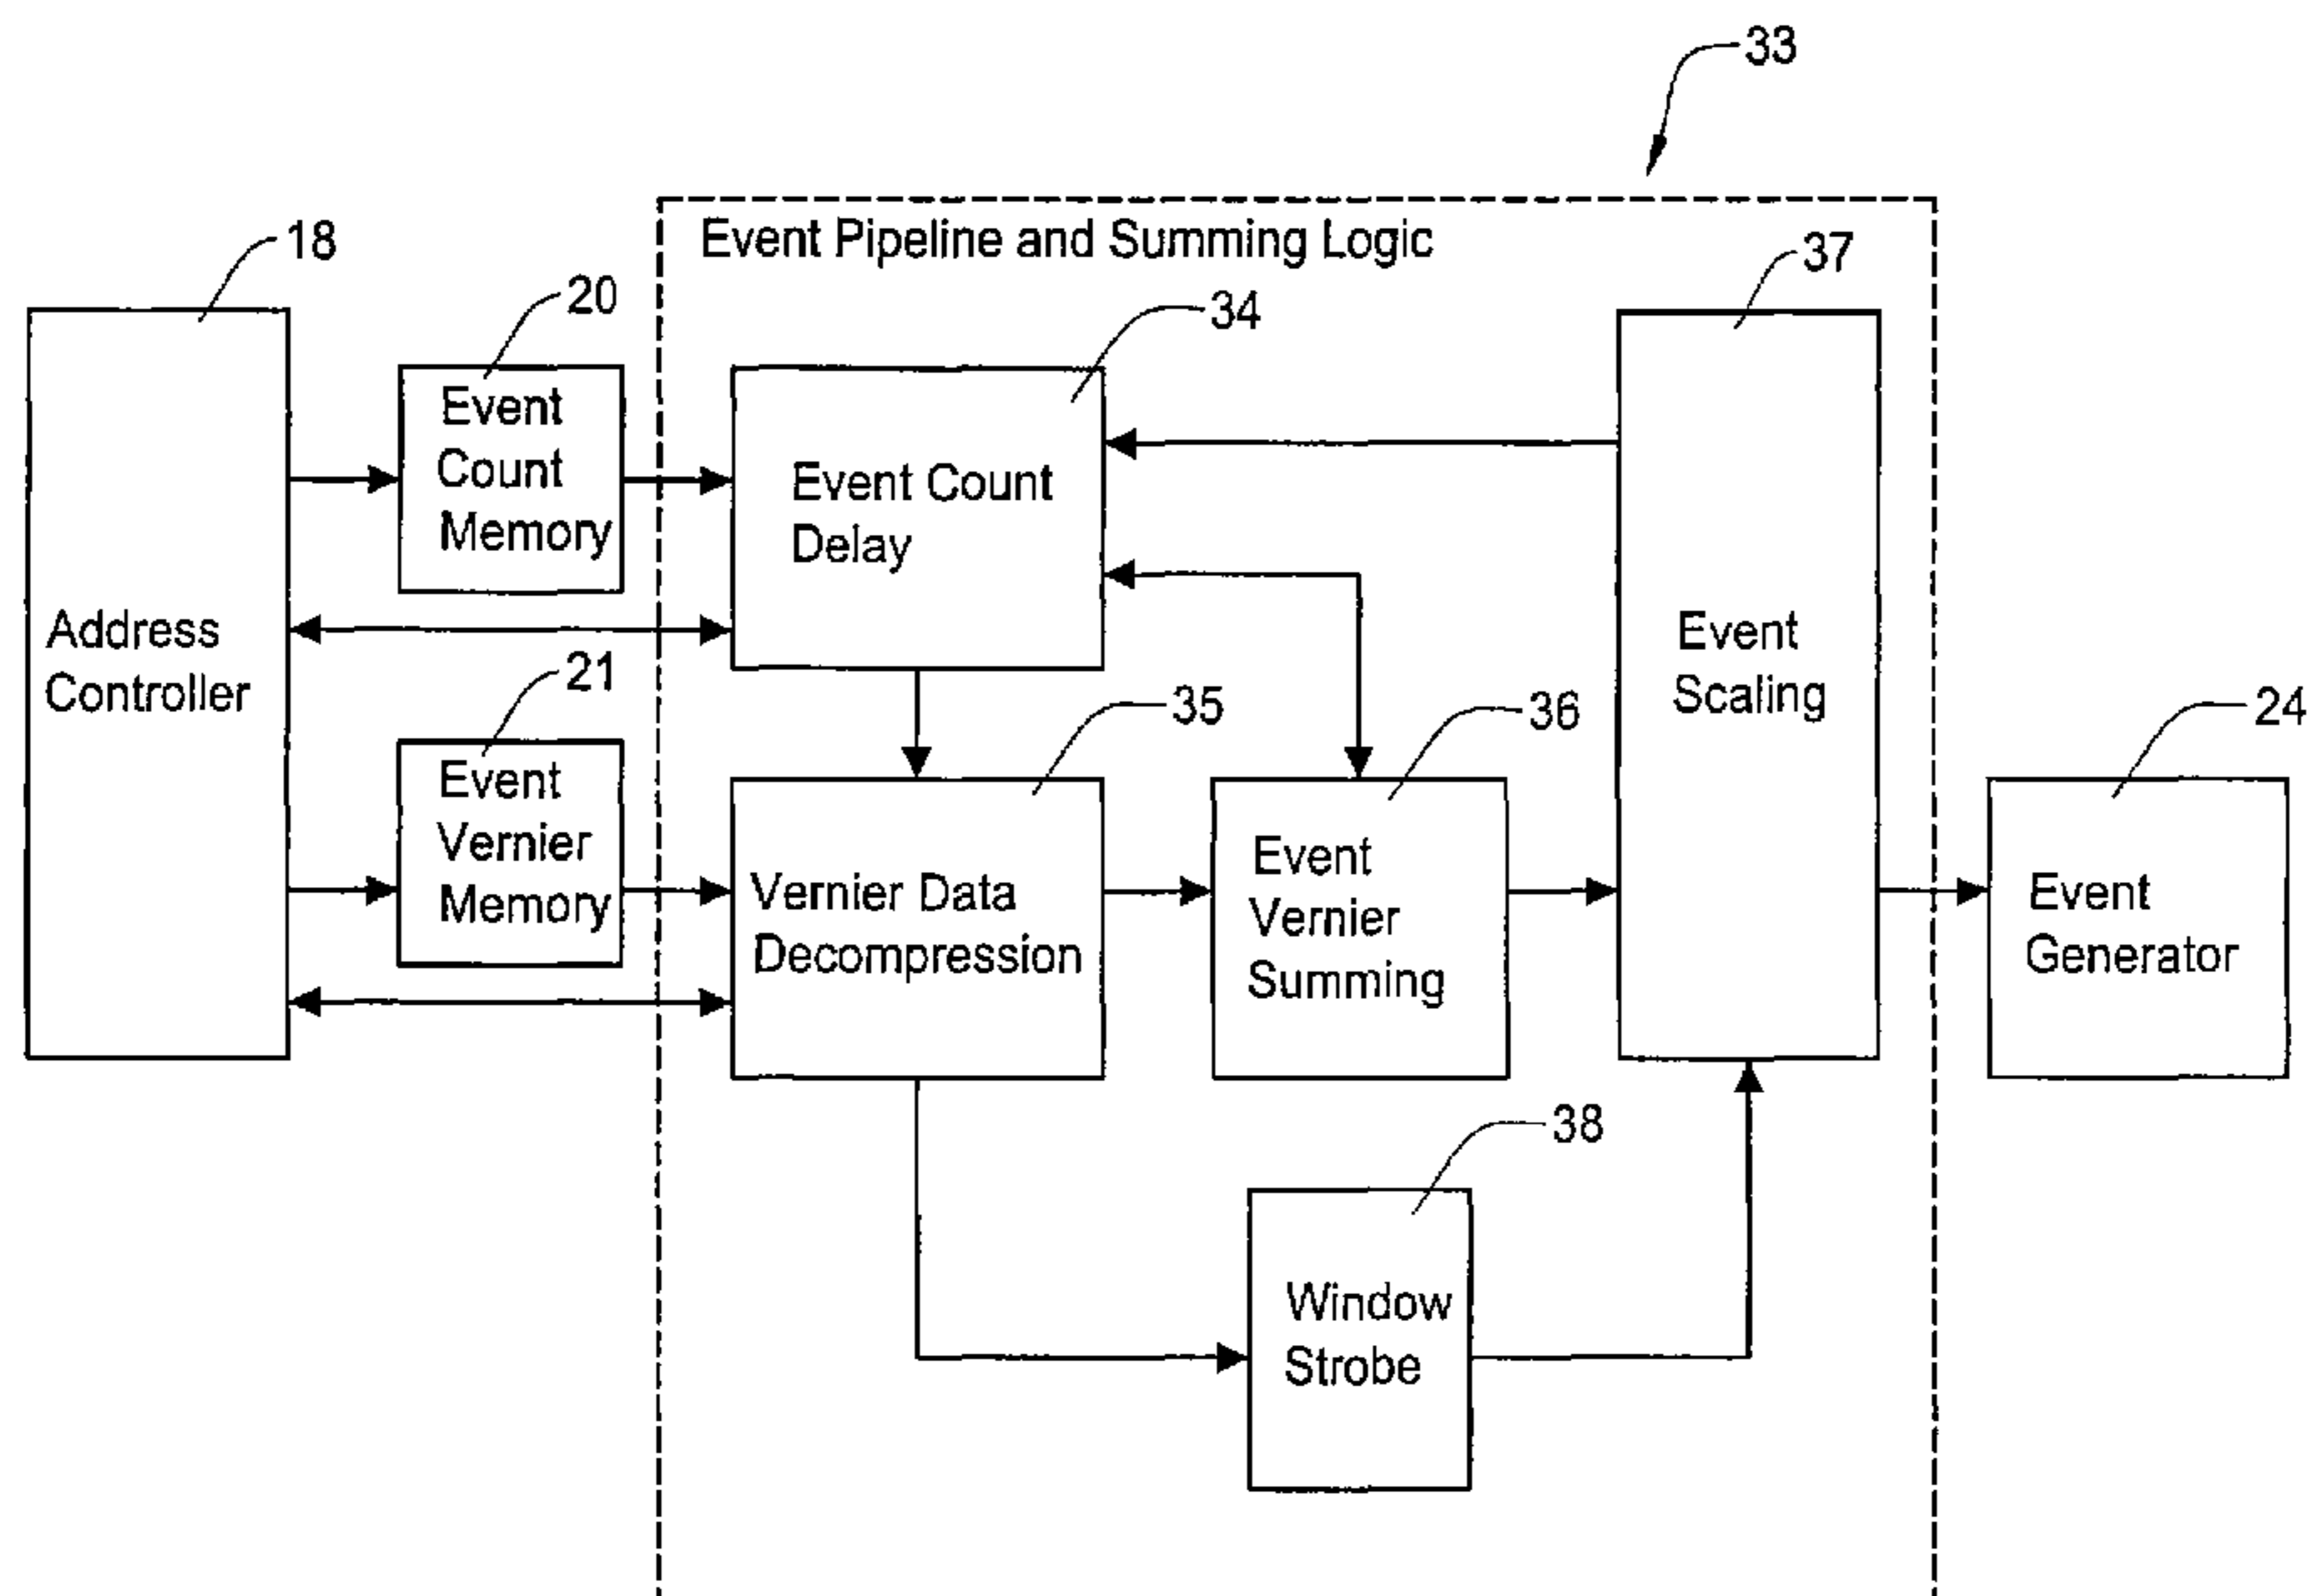 33
Event Pipeline and Summing Logic
18
20
34
37
Event
Count
Memory
Event Count
Delay
Address
Controller
Event
Scaling
21
35
36
24
Event
Vernier
Memory
Vernier Data
Decompression
Event
Vernier
Summing
Event
Generator
38
Window
Strobe